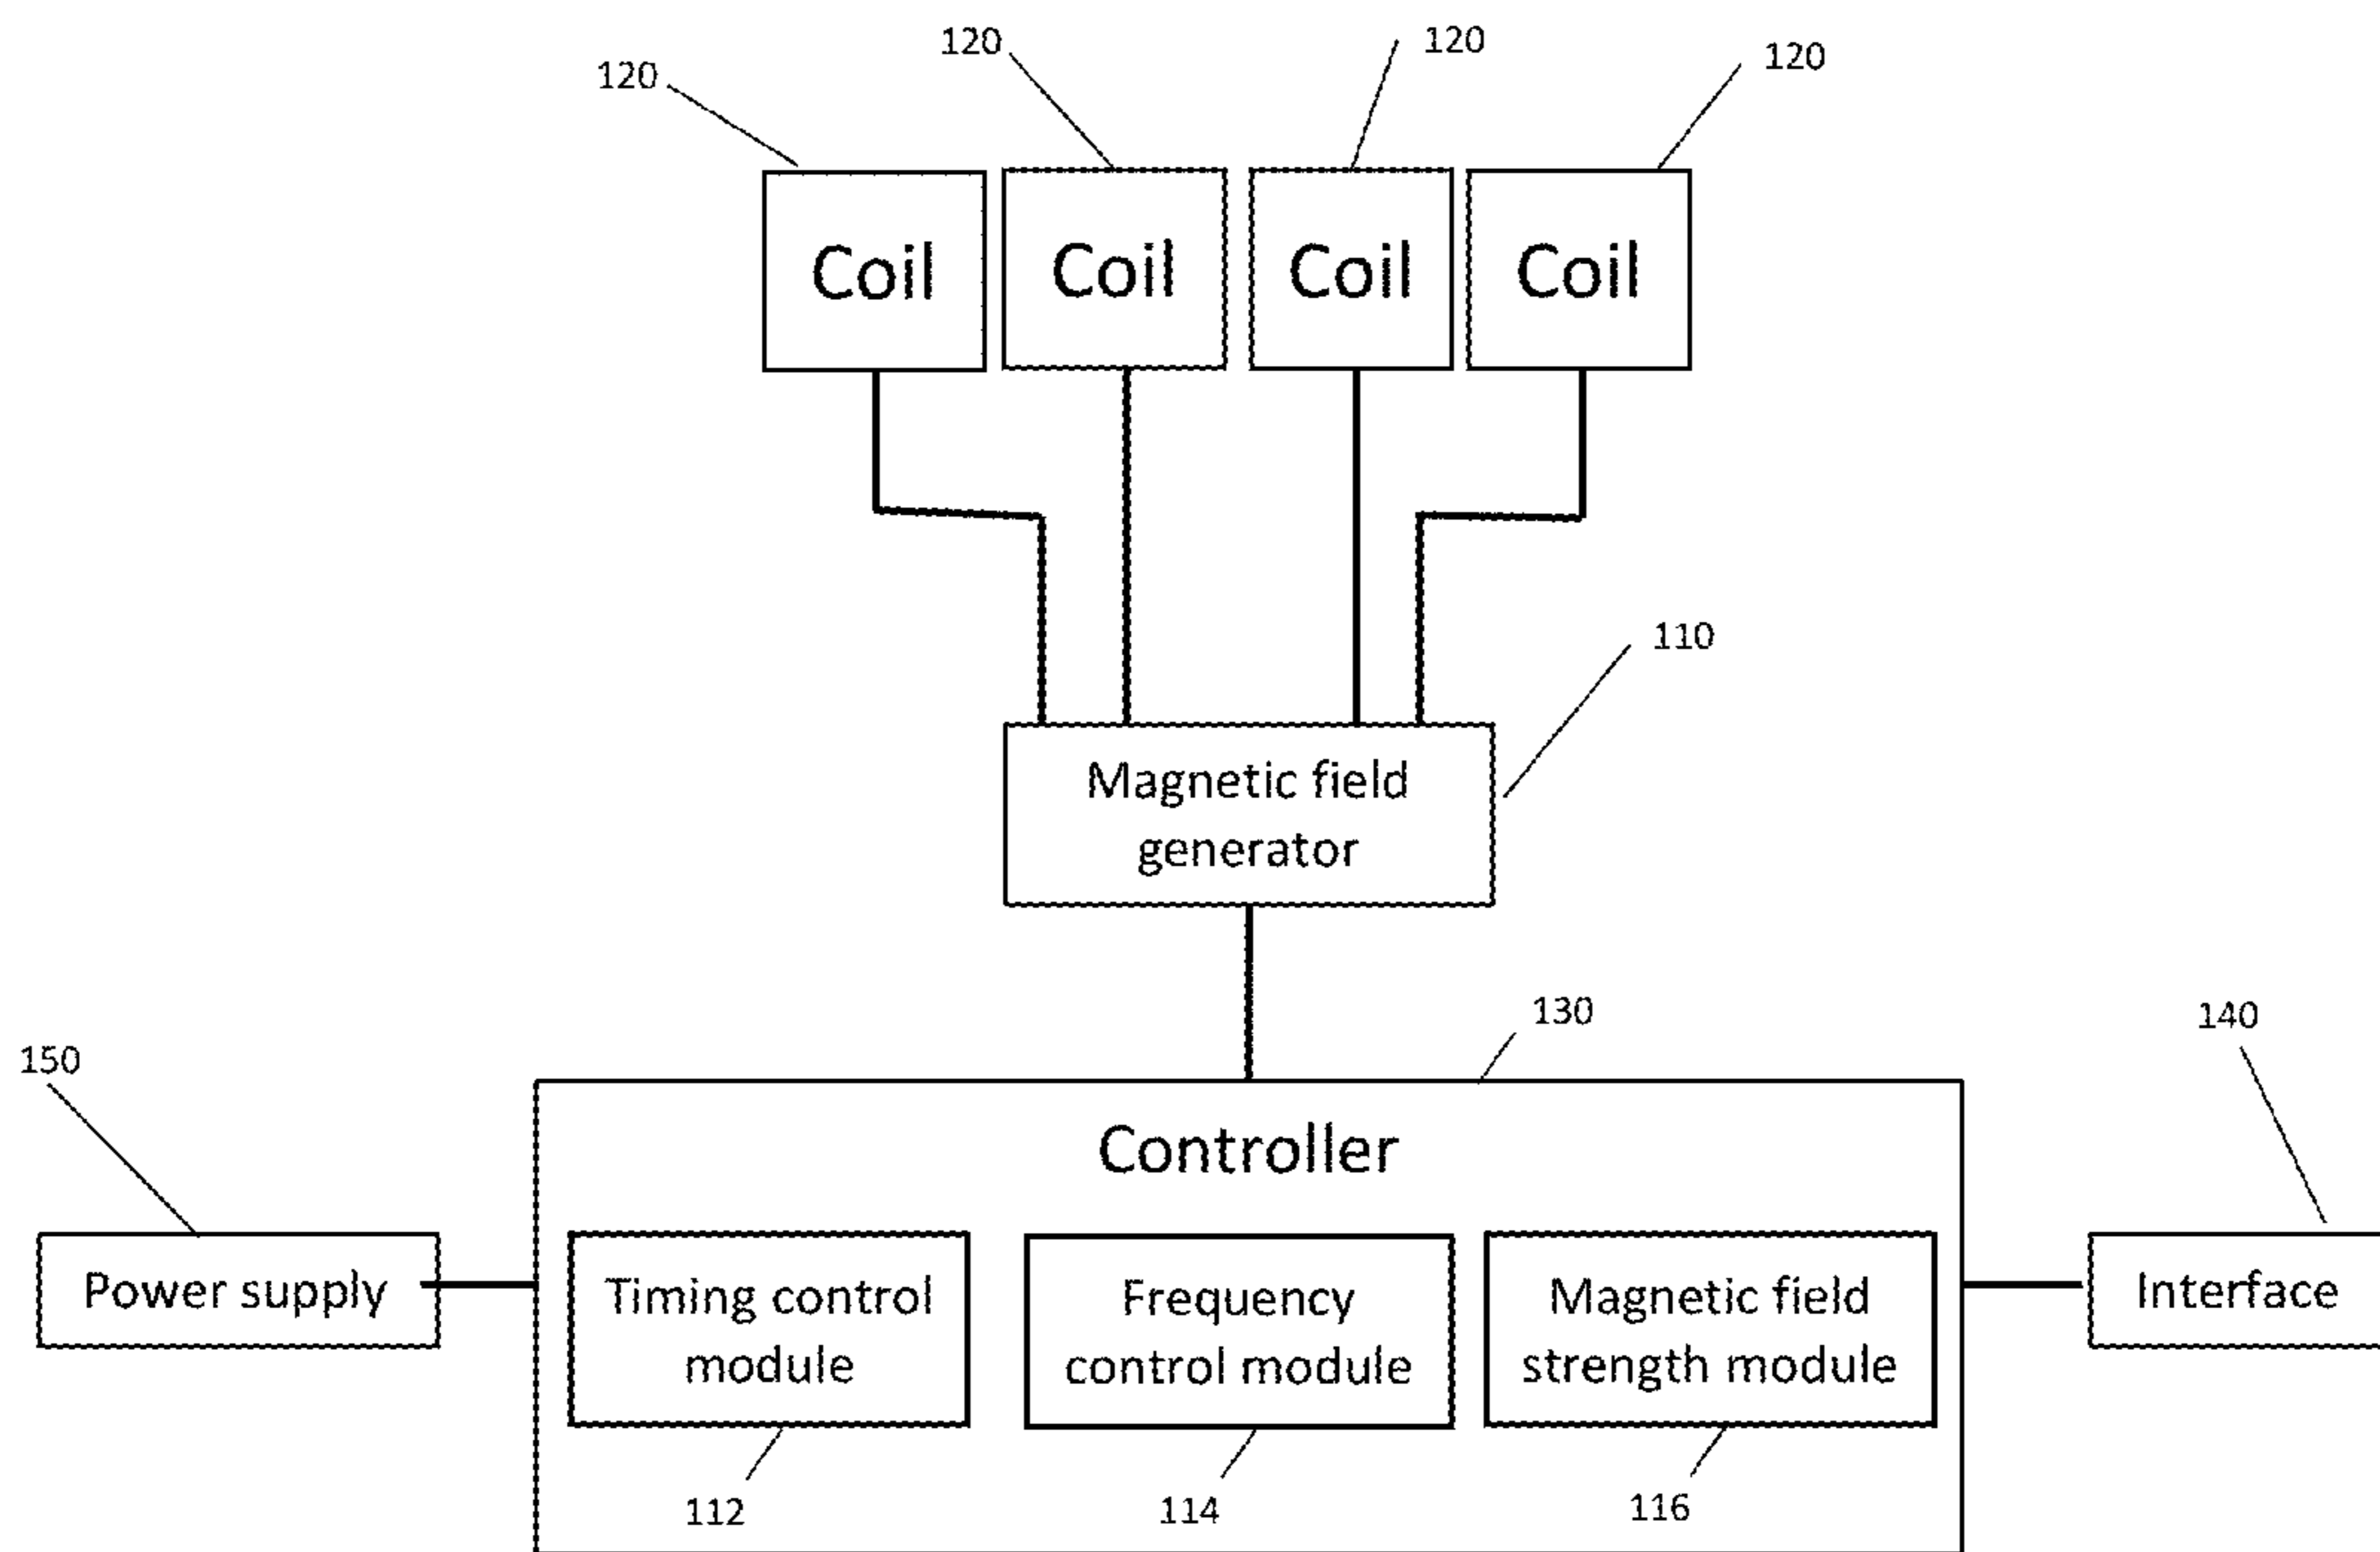 120
120
120
120
Coil
Coil
Coil
Coil
110
Magnetic field
generator
130
140
150
Controller
Power supply
Timing control
module
Frequency
control module
Magnetic field
strength module
Interface
112
114
116